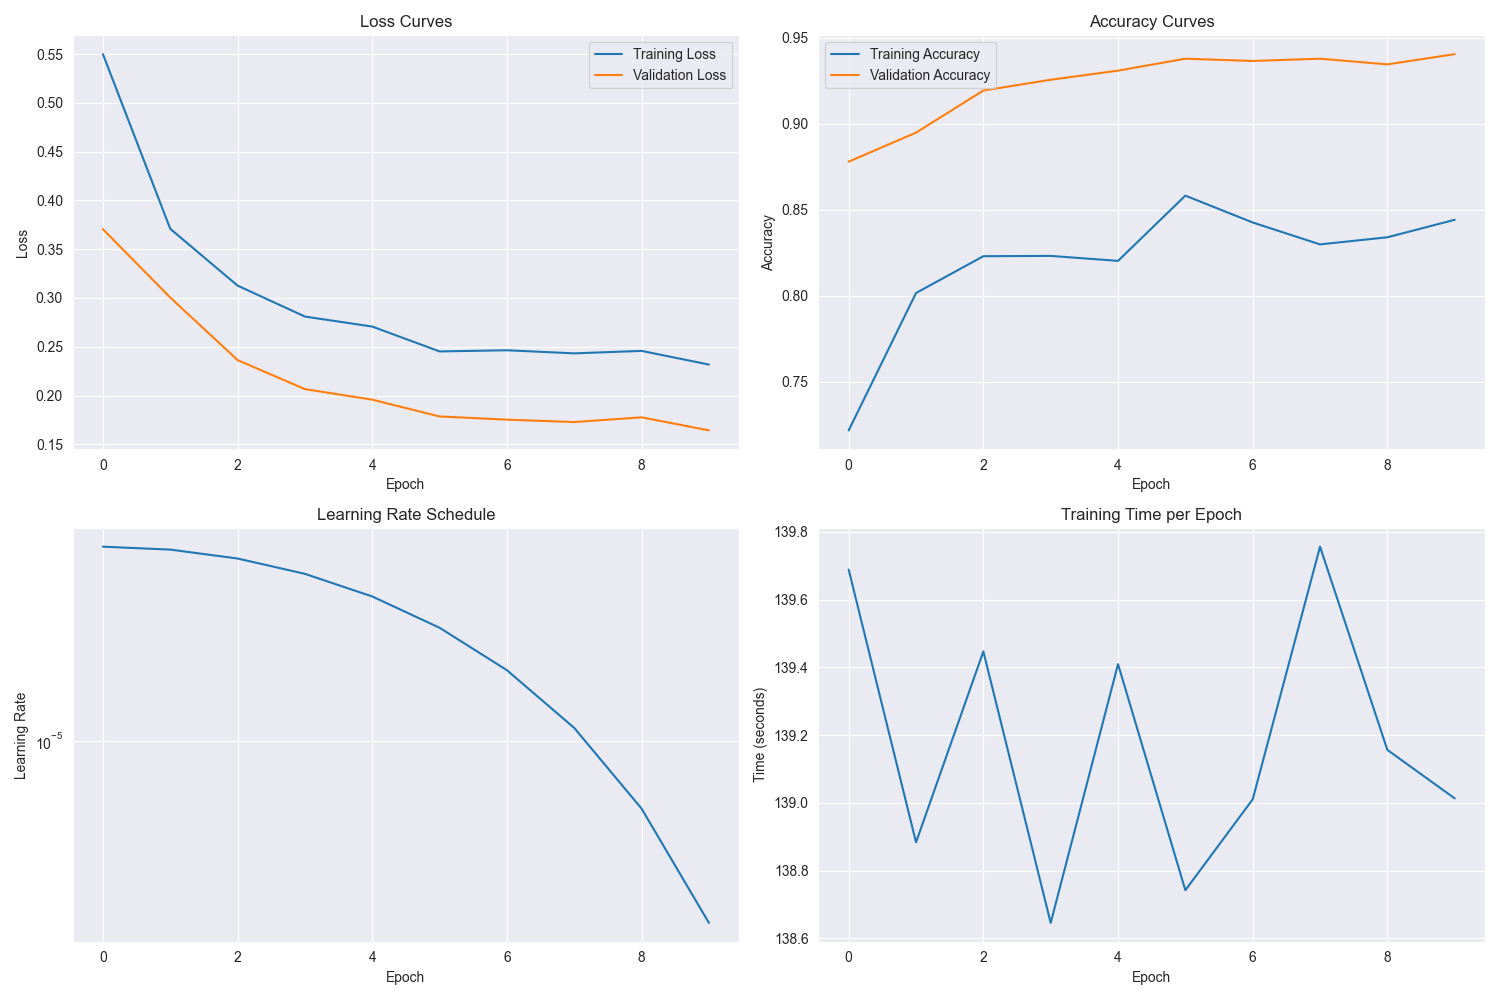 Loss Curves
Training Loss
Validation Loss
0.55
0.50
0.45
0.40
0.35
0.30
0.25
0.20
0.15
Loss
0 2 4 6 8
Epoch
Accuracy Curves
Training Accuracy
Validation Accuracy
0.95
0.90
0.85
0.80
0.75
Accuracy
0 2 4 6 8
Epoch
Learning Rate Schedule
10⁻⁵
Learning Rate
0 2 4 6 8
Epoch
Training Time per Epoch
139.8
139.6
139.4
139.2
139.0
138.8
138.6
Time (seconds)
0 2 4 6 8
Epoch